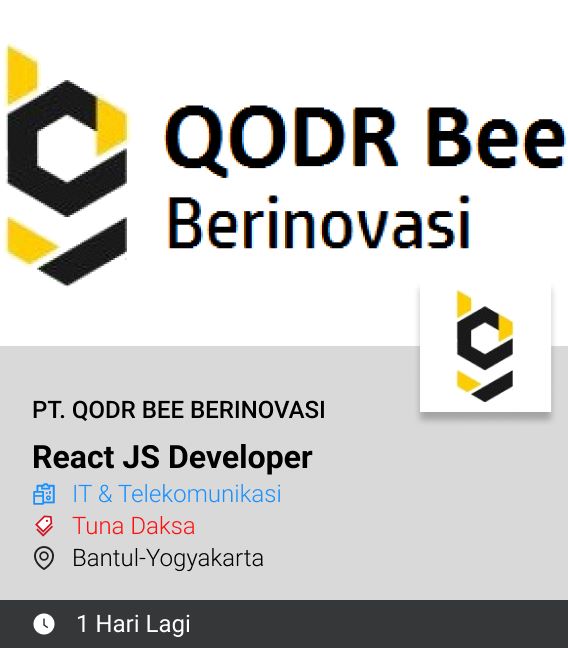 QODR Bee
Berinovasi
PT. QODR BEE BERINOVASI
React JS Developer
IT & Telekomunikasi
Tuna Daksa
Bantul-Yogyakarta
1 Hari Lagi